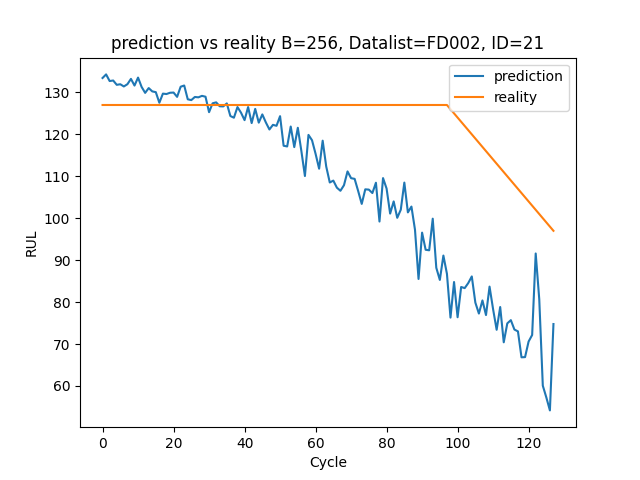 prediction vs reality B=256, Datalist=FD002, ID=21
prediction
reality
RUL
130
120
110
100
90
80
70
60
0 20 40 60 80 100 120
Cycle